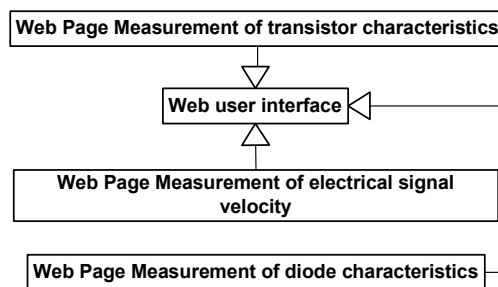 Web Page Measurement of transistor characteristics
Web user interface
Web Page Measurement of electrical signal
velocity
Web Page Measurement of diode characteristics